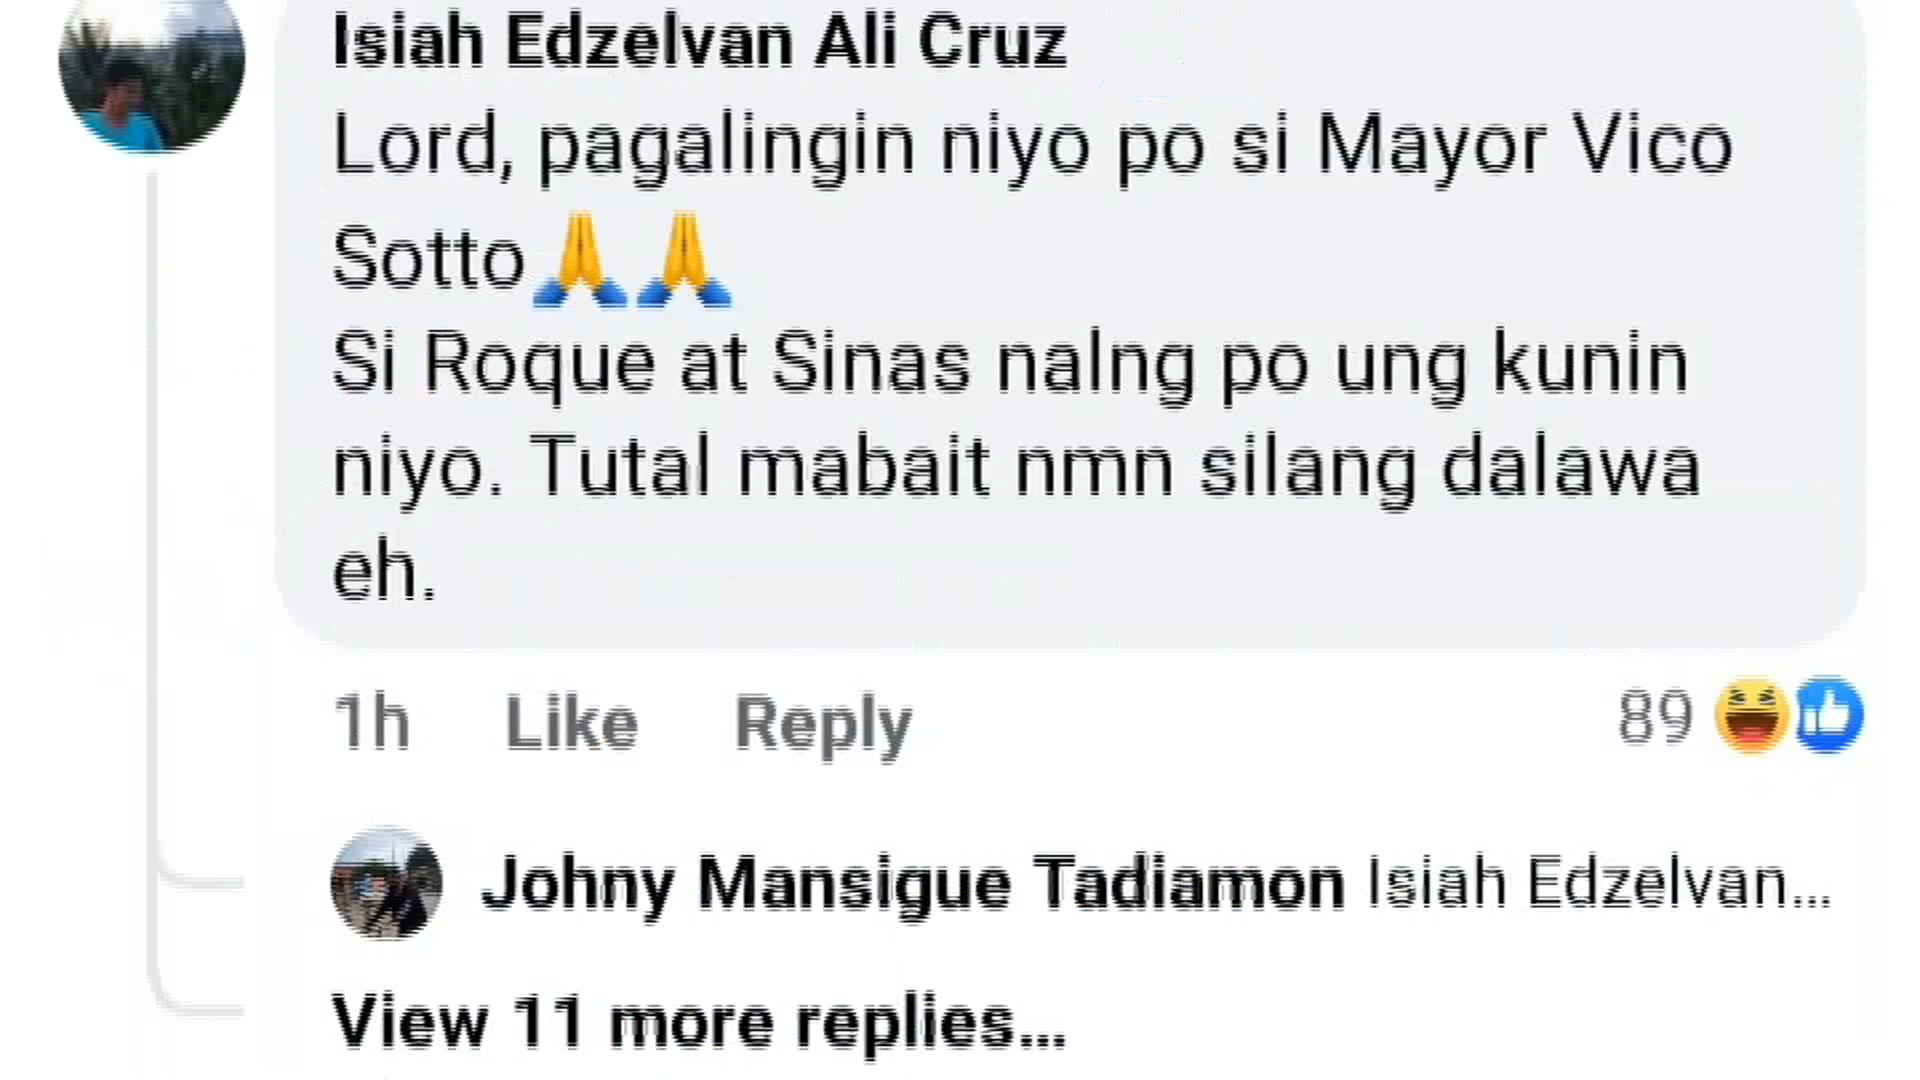 Isiah Edzelvan Ali Cruz
Lord, pagalingin niyo po si Mayor Vico
Sotto🙏🙏
Si Roque at Sinas nalng po ung kunin
niyo. Tutal mabait nmn silang dalawa
eh.
1h Like Reply 89
Johny Mansigue Tadiamon Isiah Edzelvan...
View 11 more replies...